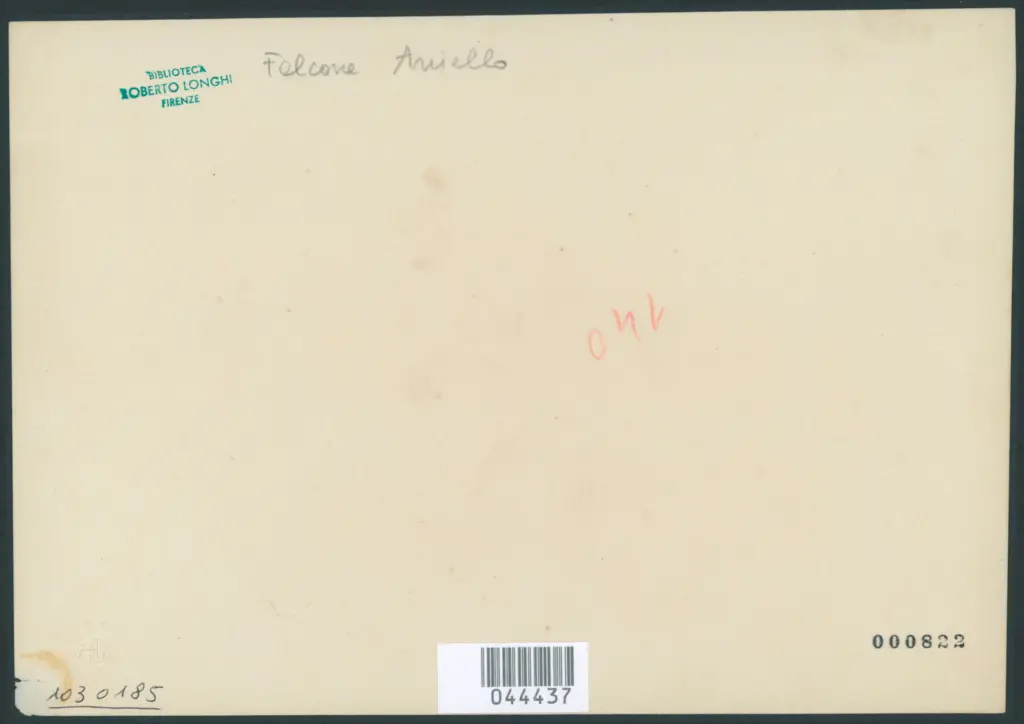 BIBLIOTECA
ROBERTO LONGHI
FIRENZE
Falcone Aniello
000822
1030185
044437